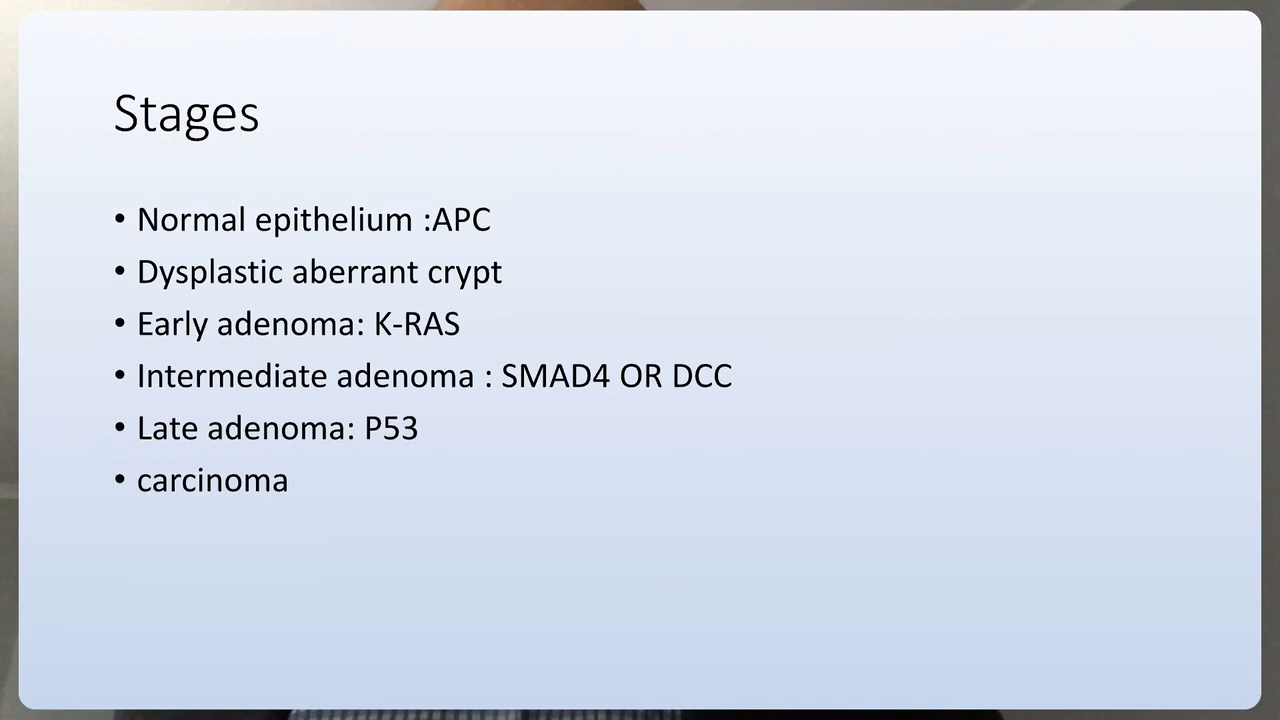 Stages
• Normal epithelium :APC
• Dysplastic aberrant crypt
• Early adenoma: K-RAS
• Intermediate adenoma : SMAD4 OR DCC
• Late adenoma: P53
• carcinoma